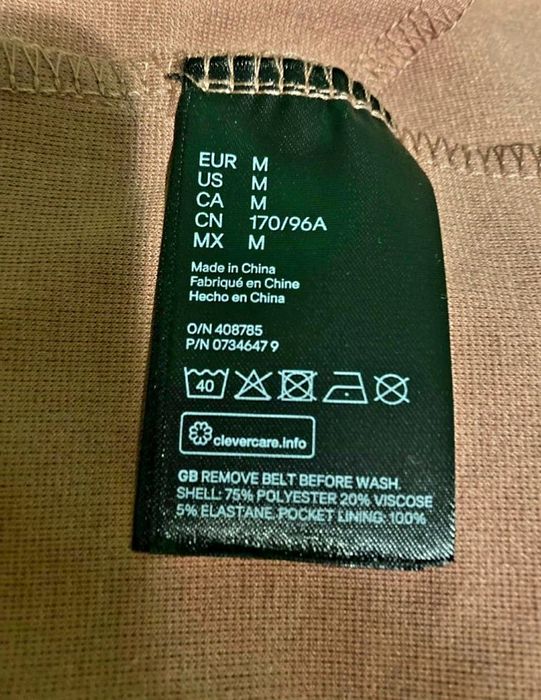 EUR M
US M
CA M
CN 170/96A
MX M
Made in China
Fabriqué en Chine
Hecho en China
O/N 408785
P/N 0734647 9
40
clevercare.info
GB REMOVE BELT BEFORE WASH.
SHELL: 75% POLYESTER 20% VISCOSE
5% ELASTANE. POCKET LINING: 100%